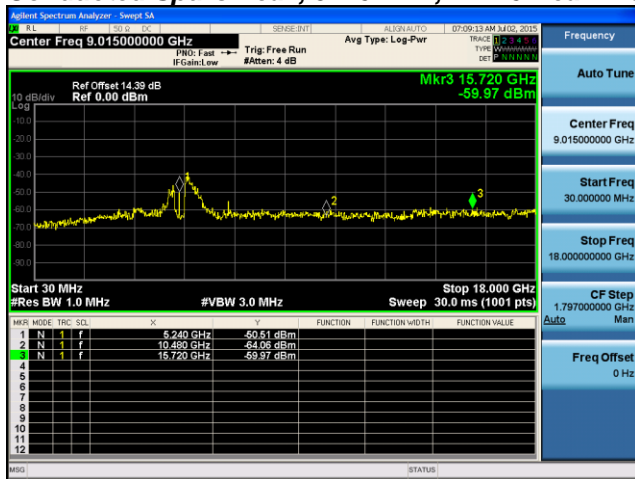 Agilent Spectrum Analyzer - Swept SA
RL RF 50 Ω DC SENSE:INT ALIGN AUTO 07:09:13 AM Jul 02, 2015
Center Freq 9.015000000 GHz
PNO: Fast
IFGain:Low
Trig: Free Run
#Atten: 4 dB
Avg Type: Log-Pwr
TRACE 1 2 3 4 5 6
TYPE
DET P N N N N N
Ref Offset 14.39 dB
Ref 0.00 dBm
10 dB/div
Log
Mkr3 15.720 GHz
-59.97 dBm
-10.0
-20.0
-30.0
-40.0
-50.0
-60.0
-70.0
-80.0
-90.0
2
3
Start 30 MHz
Stop 18.000 GHz
#Res BW 1.0 MHz
#VBW 3.0 MHz
Sweep 30.0 ms (1001 pts)
MKR MODE TRC SCL X Y FUNCTION FUNCTION WIDTH FUNCTION VALUE
1 N 1 f 5.240 GHz -50.51 dBm
2 N 1 f 10.480 GHz -64.06 dBm
3 N 1 f 15.720 GHz -59.97 dBm
4
5
6
7
8
9
10
11
12
MSG STATUS
Frequency
Auto Tune
Center Freq
9.015000000 GHz
Start Freq
30.000000 MHz
Stop Freq
18.000000000 GHz
CF Step
1.797000000 GHz
Auto Man
Freq Offset
0 Hz